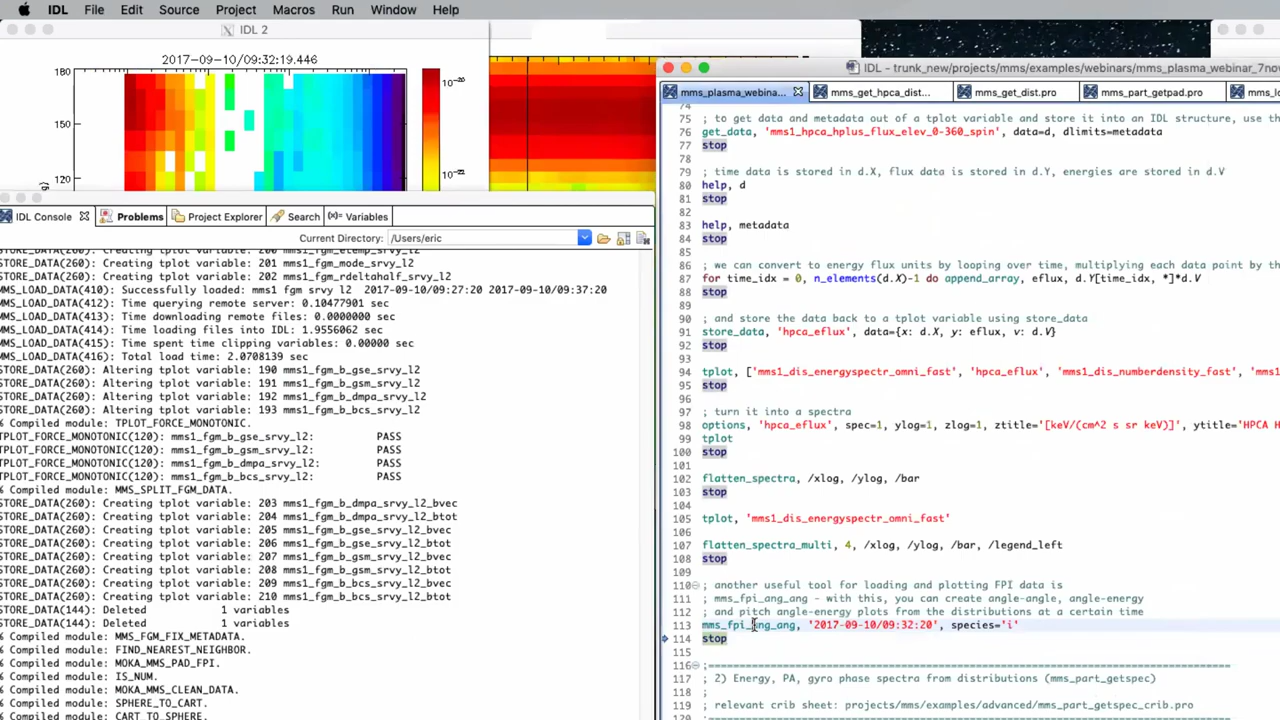 IDL File Edit Source Project Macros Run Window Help
IDL 2
2017-09-10/09:32:19.446
180
150
120
10⁻²⁰
10⁻²¹
IDL Console Problems Project Explorer Search Variables
Current Directory: /Users/eric
STORE_DATA(260): Creating tplot variable: 200 mms1_fgm_etemp_srvy_l2
STORE_DATA(260): Creating tplot variable: 201 mms1_fgm_mode_srvy_l2
STORE_DATA(260): Creating tplot variable: 202 mms1_fgm_rdeltahalf_srvy_l2
MMS_LOAD_DATA(410): Successfully loaded: mms1 fgm srvy l2 2017-09-10/09:27:20 2017-09-10/09:37:20
MMS_LOAD_DATA(412): Time querying remote server: 0.10477901 sec
MMS_LOAD_DATA(413): Time downloading remote files: 0.0000000 sec
MMS_LOAD_DATA(414): Time loading files into IDL: 1.9556062 sec
MMS_LOAD_DATA(415): Time spent time clipping variables: 0.00000 sec
MMS_LOAD_DATA(416): Total load time: 2.0708139 sec
STORE_DATA(260): Altering tplot variable: 190 mms1_fgm_b_gse_srvy_l2
STORE_DATA(260): Altering tplot variable: 191 mms1_fgm_b_gsm_srvy_l2
STORE_DATA(260): Altering tplot variable: 192 mms1_fgm_b_dmpa_srvy_l2
STORE_DATA(260): Altering tplot variable: 193 mms1_fgm_b_bcs_srvy_l2
% Compiled module: TPLOT_FORCE_MONOTONIC.
TPLOT_FORCE_MONOTONIC(120): mms1_fgm_b_gse_srvy_l2: PASS
TPLOT_FORCE_MONOTONIC(120): mms1_fgm_b_gsm_srvy_l2: PASS
TPLOT_FORCE_MONOTONIC(120): mms1_fgm_b_dmpa_srvy_l2: PASS
TPLOT_FORCE_MONOTONIC(120): mms1_fgm_b_bcs_srvy_l2: PASS
% Compiled module: MMS_SPLIT_FGM_DATA.
STORE_DATA(260): Creating tplot variable: 203 mms1_fgm_b_dmpa_srvy_l2_bvec
STORE_DATA(260): Creating tplot variable: 204 mms1_fgm_b_dmpa_srvy_l2_btot
STORE_DATA(260): Creating tplot variable: 205 mms1_fgm_b_gse_srvy_l2_bvec
STORE_DATA(260): Creating tplot variable: 206 mms1_fgm_b_gse_srvy_l2_btot
STORE_DATA(260): Creating tplot variable: 207 mms1_fgm_b_gsm_srvy_l2_bvec
STORE_DATA(260): Creating tplot variable: 208 mms1_fgm_b_gsm_srvy_l2_btot
STORE_DATA(260): Creating tplot variable: 209 mms1_fgm_b_bcs_srvy_l2_bvec
STORE_DATA(260): Creating tplot variable: 210 mms1_fgm_b_bcs_srvy_l2_btot
STORE_DATA(144): Deleted 1 variables
STORE_DATA(144): Deleted 1 variables
% Compiled module: MMS_FGM_FIX_METADATA.
% Compiled module: FIND_NEAREST_NEIGHBOR.
% Compiled module: MOKA_MMS_PAD_FPI.
% Compiled module: IS_NUM.
% Compiled module: MOKA_MMS_CLEAN_DATA.
% Compiled module: SPHERE_TO_CART.
% Compiled module: CART_TO_SPHERE.
IDL - trunk_new/projects/mms/examples/webinars/mms_plasma_webinar_7nov
mms_plasma_webina... mms_get_hpca_dist... mms_get_dist.pro mms_part_getpad.pro mms_lo
74
75 ; to get data and metadata out of a tplot variable and store it into an IDL structure, use th
76 get_data, 'mms1_hpca_hplus_flux_elev_0-360_spin', data=d, dlimits=metadata
77 stop
78
79 ; time data is stored in d.X, flux data is stored in d.Y, energies are stored in d.V
80 help, d
81 stop
82
83 help, metadata
84 stop
85
86 ; we can convert to energy flux units by looping over time, multiplying each data point by th
87 for time_idx = 0, n_elements(d.X)-1 do append_array, eflux, d.Y[time_idx, *]*d.V
88 stop
89
90 ; and store the data back to a tplot variable using store_data
91 store_data, 'hpca_eflux', data={x: d.X, y: eflux, v: d.V}
92 stop
93
94 tplot, ['mms1_dis_energyspectr_omni_fast', 'hpca_eflux', 'mms1_dis_numberdensity_fast', 'mms1
95 stop
96
97 ; turn it into a spectra
98 options, 'hpca_eflux', spec=1, ylog=1, zlog=1, ztitle='[keV/(cm^2 s sr keV)]', ytitle='HPCA H
99 tplot
100 stop
101
102 flatten_spectra, /xlog, /ylog, /bar
103 stop
104
105 tplot, 'mms1_dis_energyspectr_omni_fast'
106
107 flatten_spectra_multi, 4, /xlog, /ylog, /bar, /legend_left
108 stop
109
110 ; another useful tool for loading and plotting FPI data is
111 ; mms_fpi_ang_ang - with this, you can create angle-angle, angle-energy
112 ; and pitch angle-energy plots from the distributions at a certain time
113 mms_fpi_ang_ang, '2017-09-10/09:32:20', species='i'
114 stop
115
116 ;=====================================================================
117 ; 2) Energy, PA, gyro phase spectra from distributions (mms_part_getspec)
118 ;
119 ; relevant crib sheet: projects/mms/examples/advanced/mms_part_getspec_crib.pro
120 ;=====================================================================